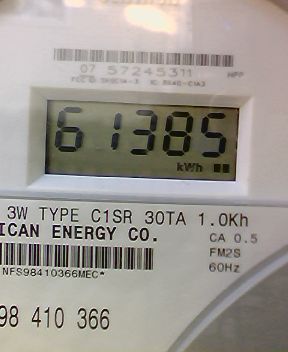 07 57245311 HPP
61385
kWh
3W TYPE C1SR 30TA 1.0Kh
ICAN ENERGY CO.
CA 0.5
FM2S
60Hz
NFS98410366MEC*
98 410 366